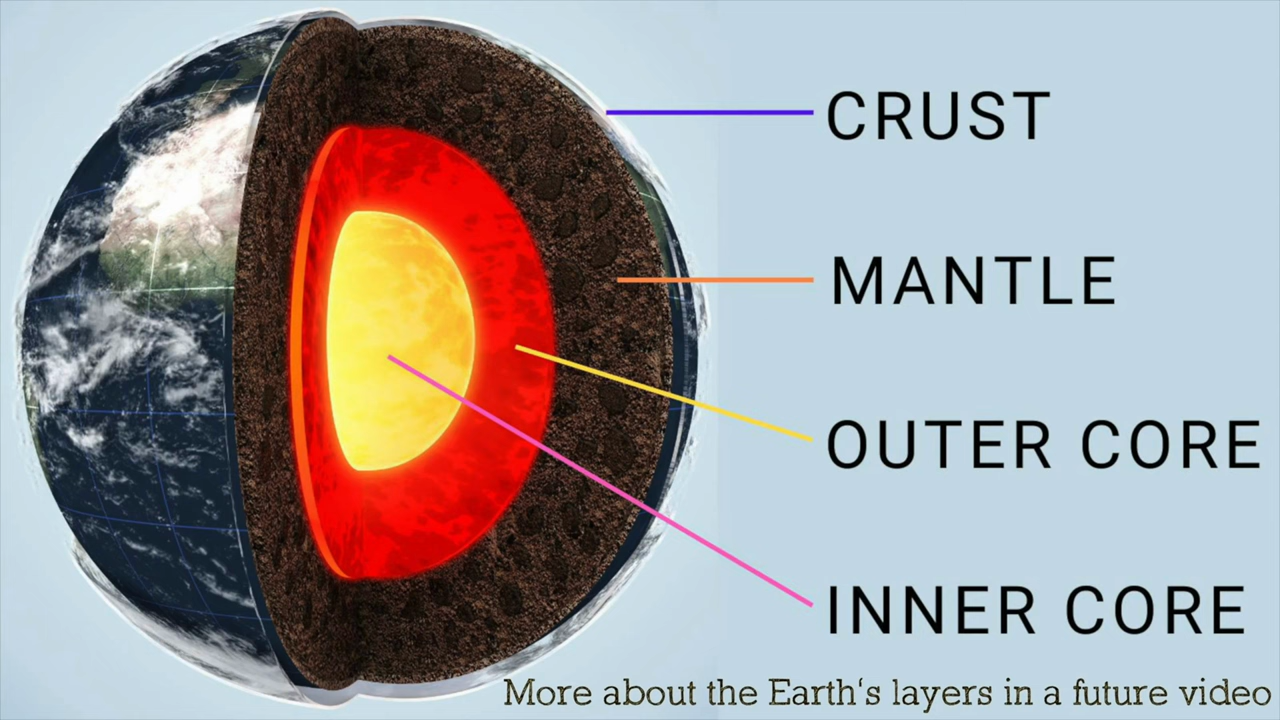 CRUST
MANTLE
OUTER CORE
INNER CORE
More about the Earth's layers in a future video